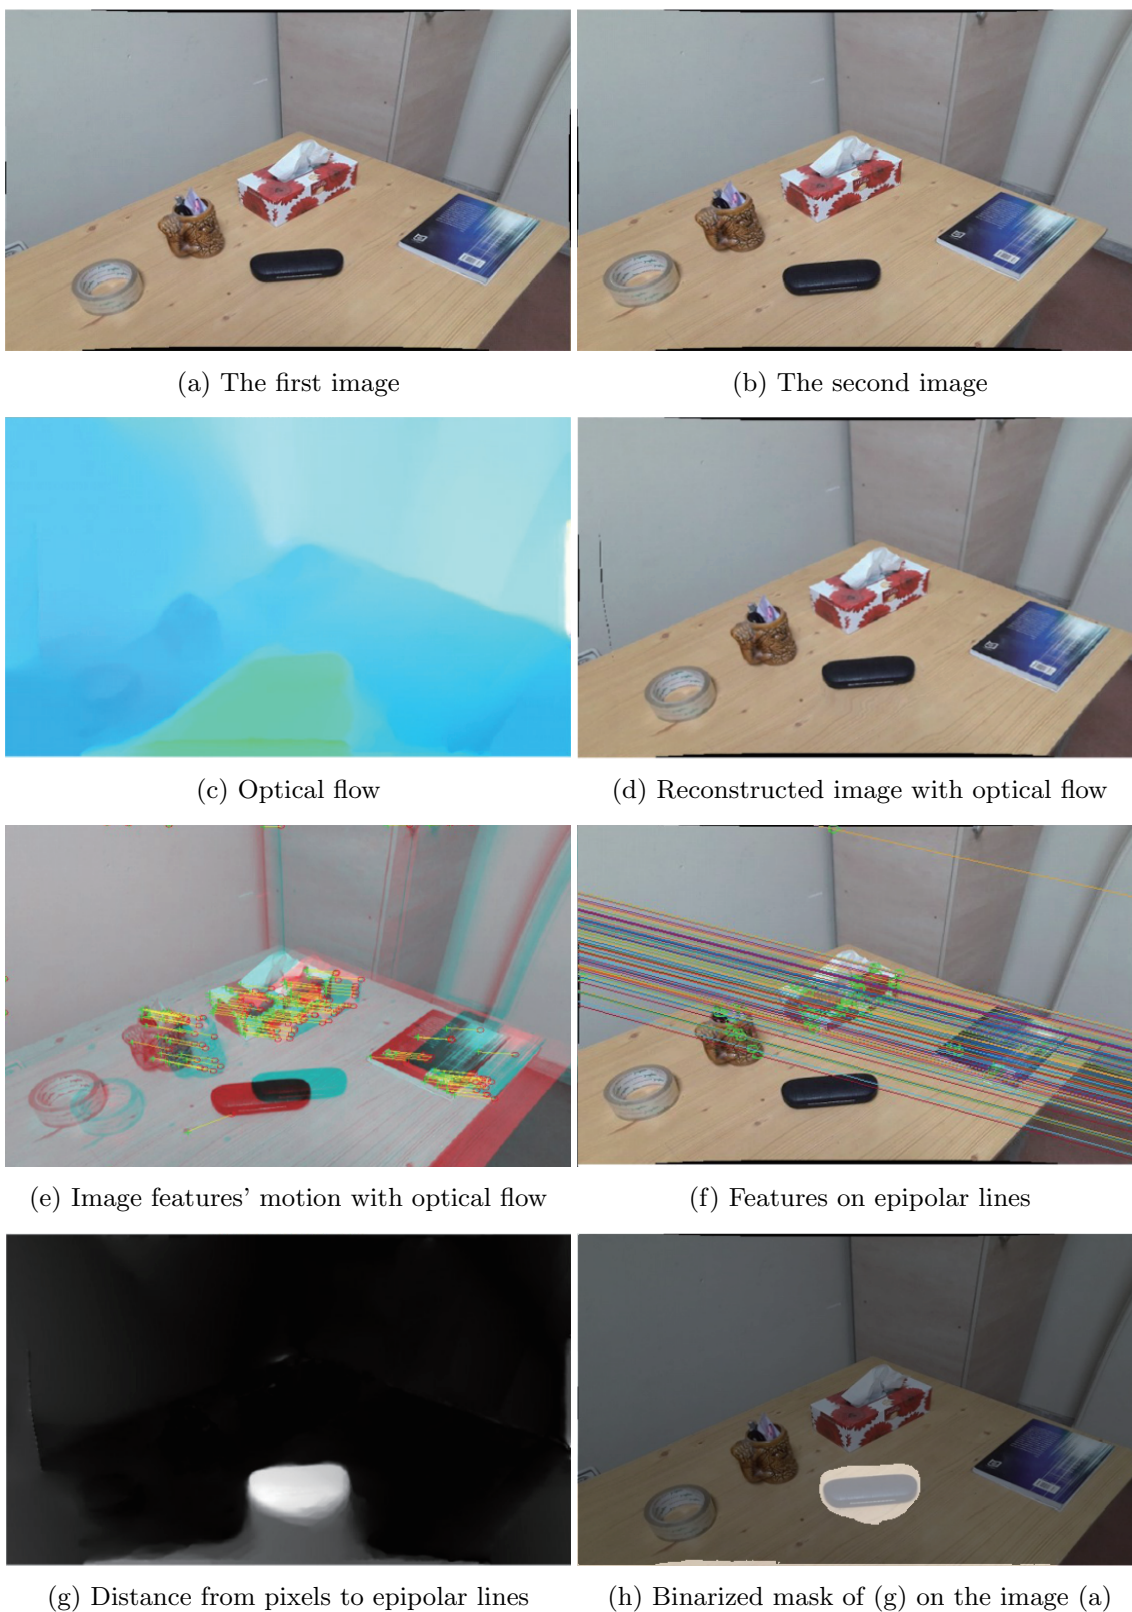 (a) The first image
(b) The second image
(c) Optical flow
(d) Reconstructed image with optical flow
(e) Image features’ motion with optical flow
(f) Features on epipolar lines
(g) Distance from pixels to epipolar lines
(h) Binarized mask of (g) on the image (a)